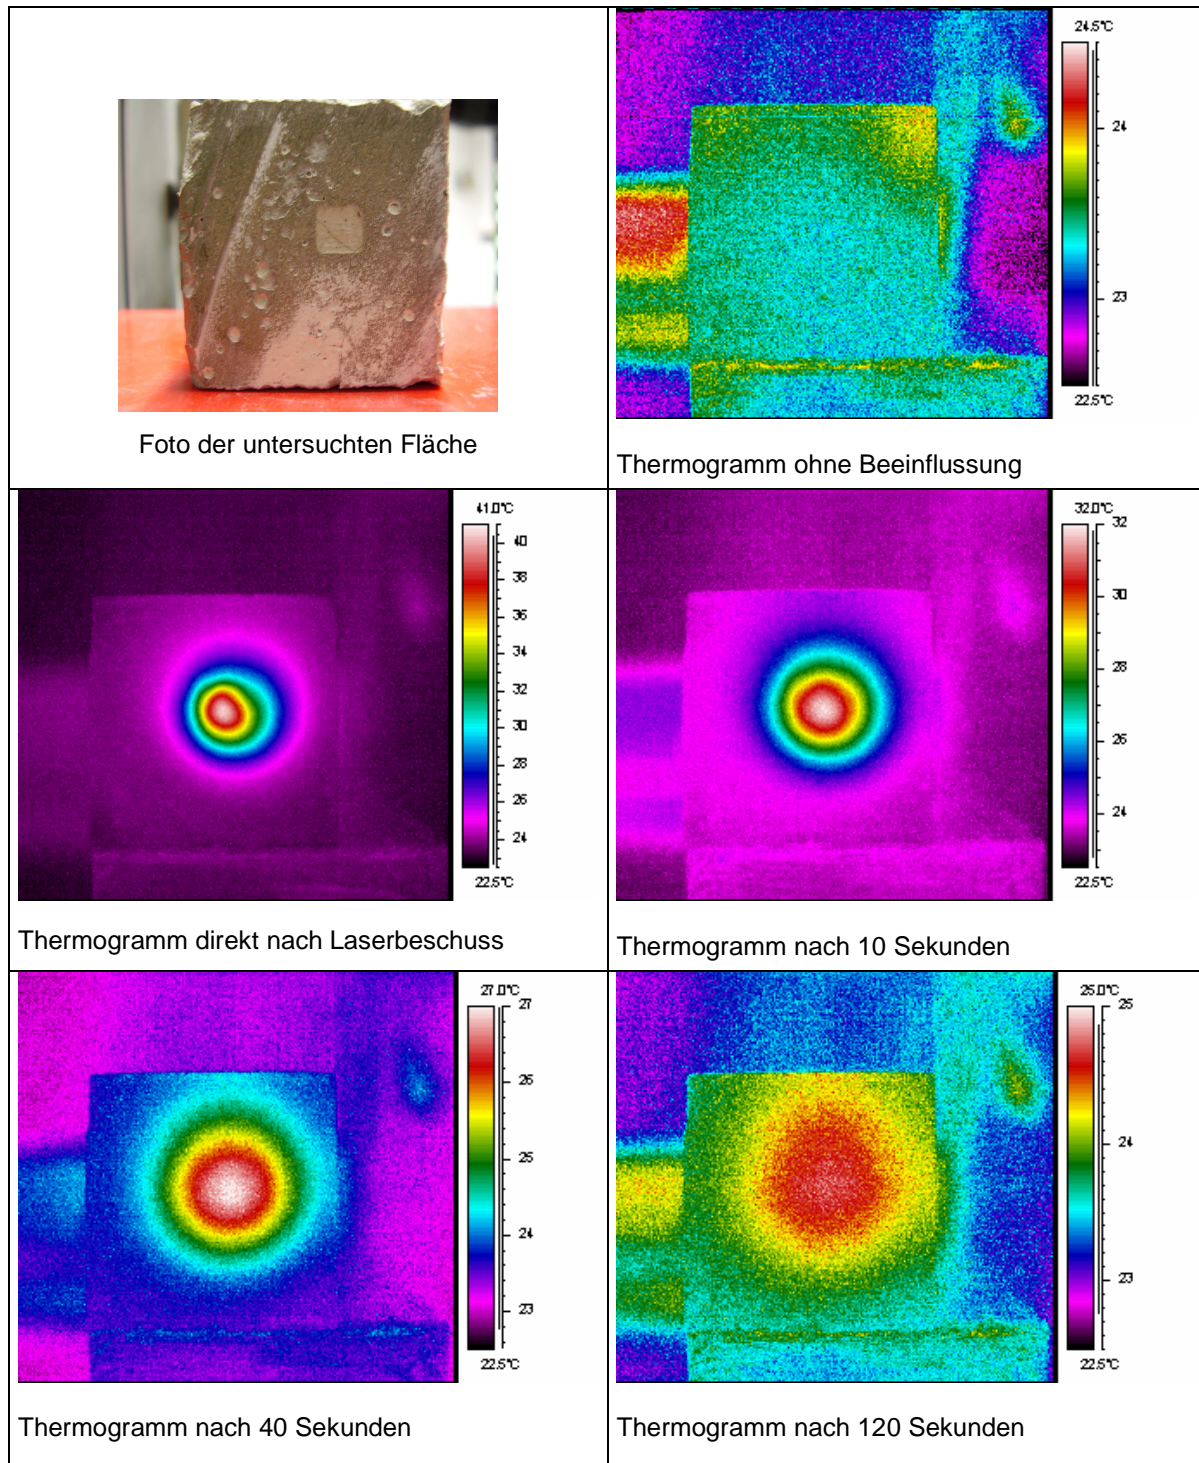 Foto der untersuchten Fläche
24.5°C
24
23
22.5°C
Thermogramm ohne Beeinflussung
41.0°C
40
38
36
34
32
30
28
26
24
22.5°C
Thermogramm direkt nach Laserbeschuss
32.0°C
32
30
28
26
24
22.5°C
Thermogramm nach 10 Sekunden
27.0°C
27
26
25
24
23
22.5°C
Thermogramm nach 40 Sekunden
25.0°C
25
24
23
22.5°C
Thermogramm nach 120 Sekunden